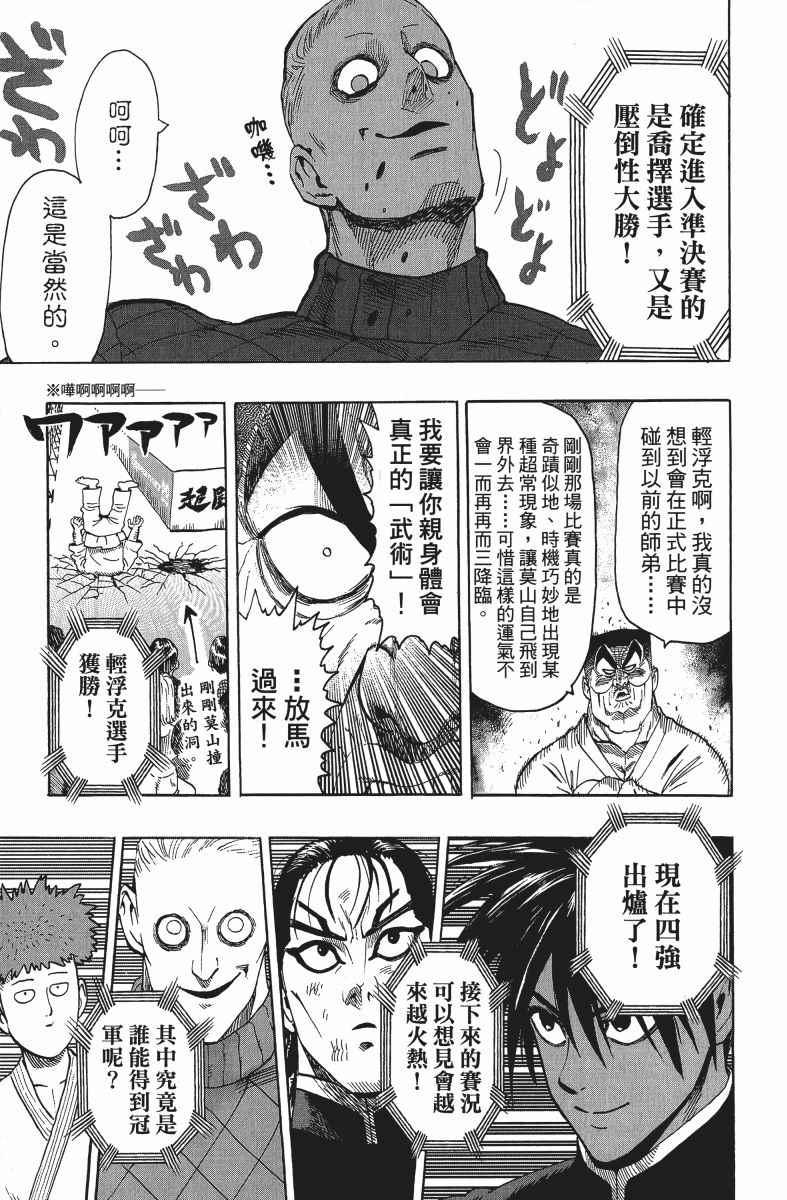 確定進入準決賽的
是喬擇選手，又是
壓倒性大勝！
どよ
どよ
咖
嘰…
呵呵…
ざわ
ざわ
ざわ
ざわ
這是當然的。
輕浮克啊，我真的沒
想到會在正式比賽中
碰到以前的師弟……
剛剛那場比賽真的是
奇蹟似地、時機巧妙地出現某
種超常現象，讓莫山自己飛到
界外去……可惜這樣的運氣不
會一而再再而三降臨。
我要讓你親身體會
真正的「武術」！
…放馬
過來！
※嘩啊啊啊啊──
ワアァァァ
起鬪
剛剛莫山撞
出來的洞。
輕浮克選手
獲勝！
現在四強
出爐了！
接下來的賽況
可以想見會越
來越火熱！
其中究竟是
誰能得到冠
軍呢？